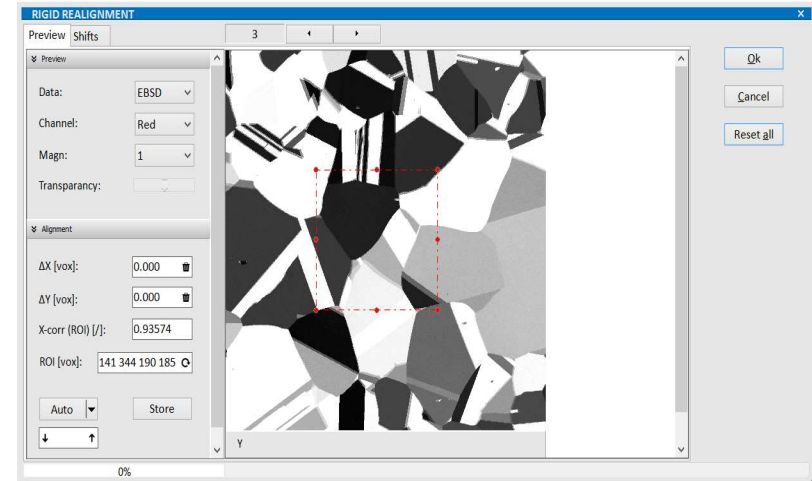 RIGID REALIGNMENT
x
Preview Shifts
3
Preview
Data: EBSD
Channel: Red
Magn: 1
Transparancy:
Alignment
ΔX [vox]: 0.000
ΔY [vox]: 0.000
X-corr (ROI) [/]: 0.93574
ROI [vox]: 141 344 190 185
Auto
Store
Y
0%
Ok
Cancel
Reset all